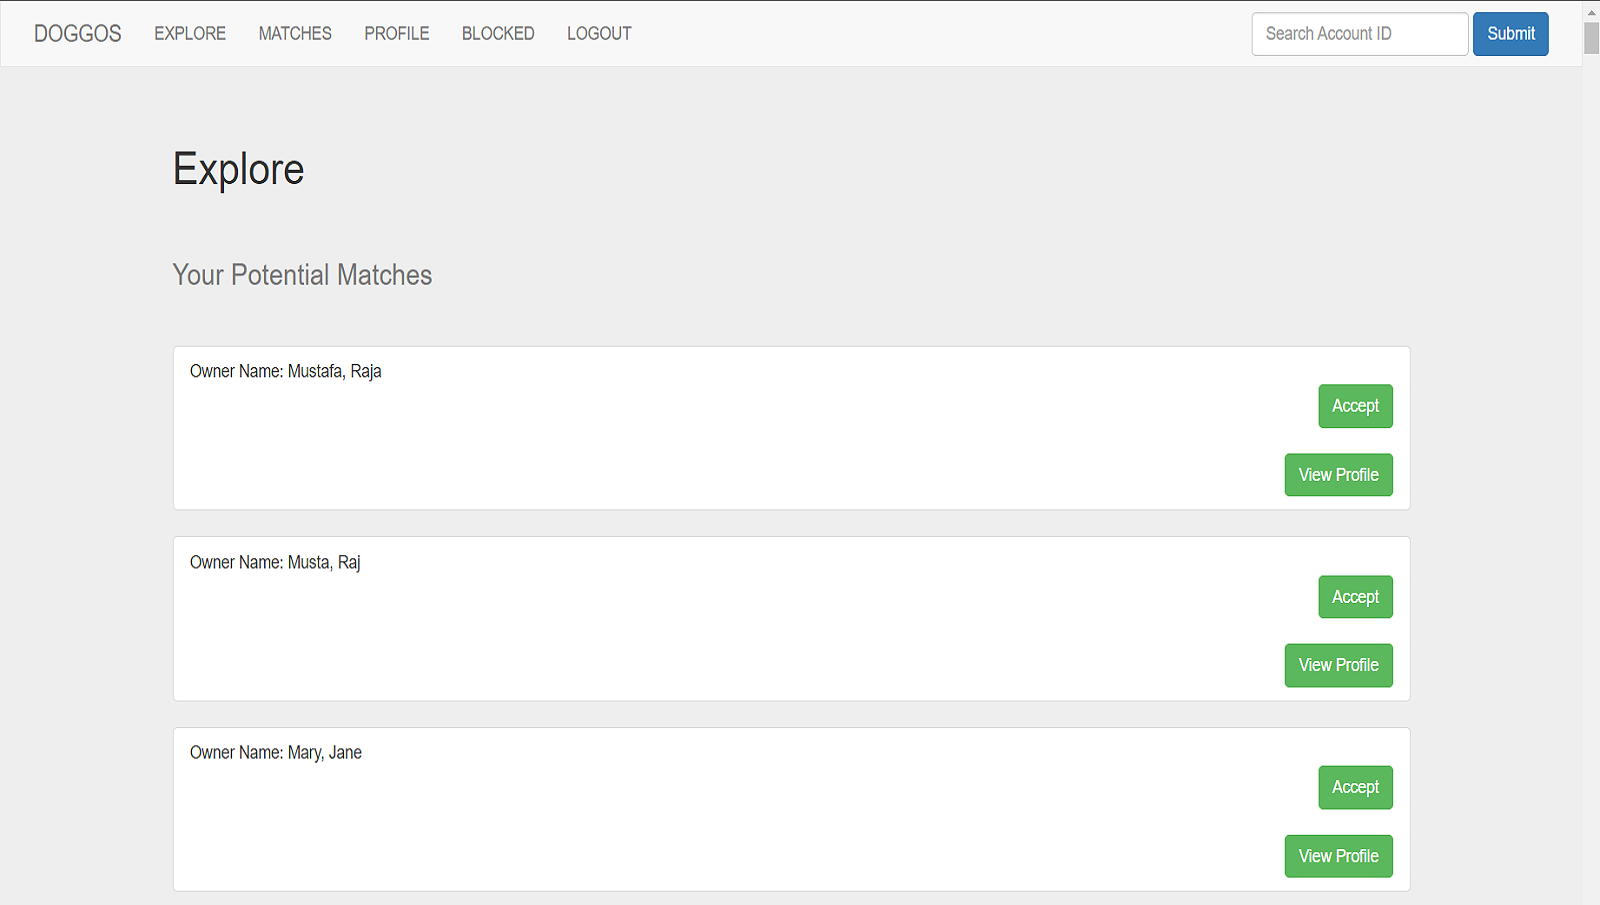 DOGGOS EXPLORE MATCHES PROFILE BLOCKED LOGOUT Search Account ID Submit
Explore
Your Potential Matches
Owner Name: Mustafa, Raja
Accept
View Profile
Owner Name: Musta, Raj
Accept
View Profile
Owner Name: Mary, Jane
Accept
View Profile